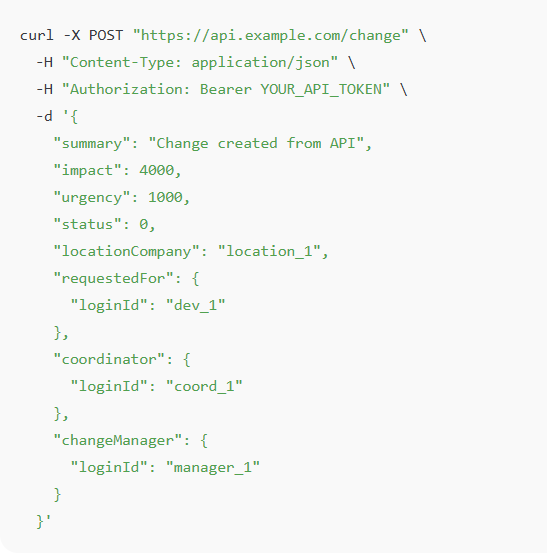 curl -X POST "https://api.example.com/change" \
  -H "Content-Type: application/json" \
  -H "Authorization: Bearer YOUR_API_TOKEN" \
  -d '{
    "summary": "Change created from API",
    "impact": 4000,
    "urgency": 1000,
    "status": 0,
    "locationCompany": "location_1",
    "requestedFor": {
      "loginId": "dev_1"
    },
    "coordinator": {
      "loginId": "coord_1"
    },
    "changeManager": {
      "loginId": "manager_1"
    }
  }'